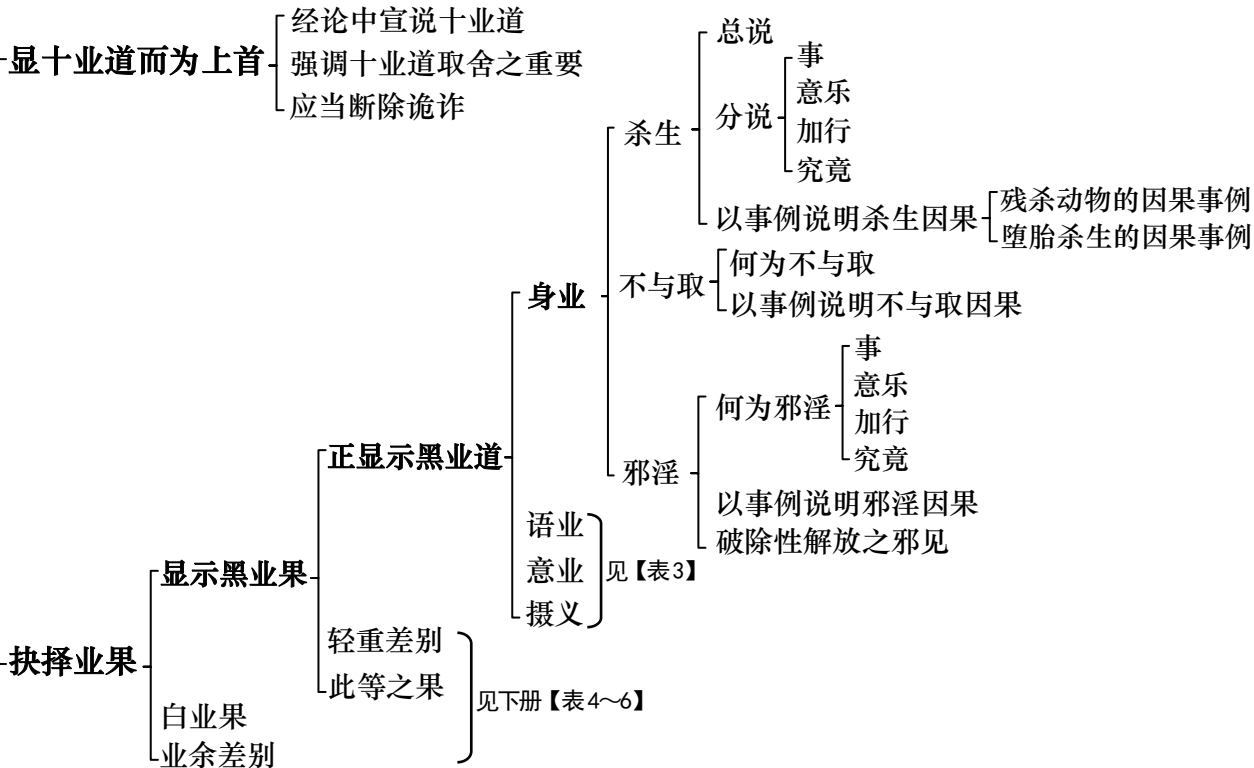 显十业道而为上首
经论中宣说十业道
强调十业道取舍之重要
应当断除诡诈
抉择业果
显示黑业果
正显示黑业道
身业
杀生
总说
分说
事
意乐
加行
究竟
以事例说明杀生因果
残杀动物的因果事例
堕胎杀生的因果事例
不与取
何为不与取
以事例说明不与取因果
邪淫
何为邪淫
事
意乐
加行
究竟
以事例说明邪淫因果
破除性解放之邪见
语业
意业
摄义
见【表3】
轻重差别
此等之果
白业果
业余差别
见下册【表4～6】